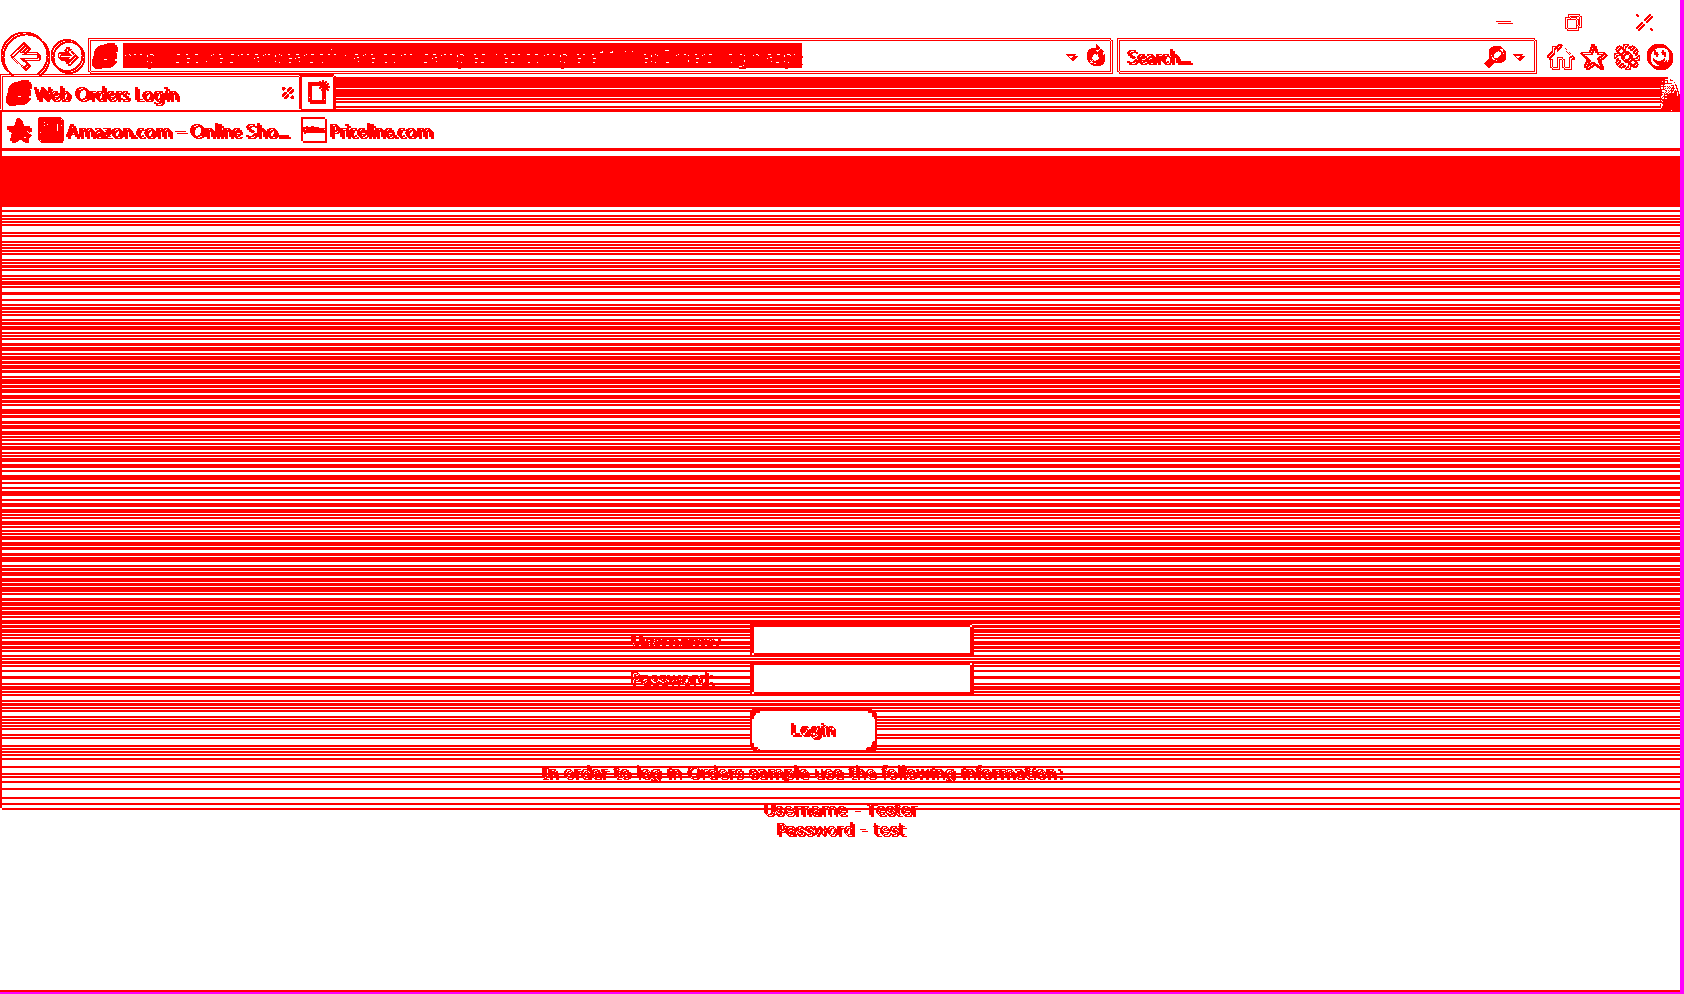 Search...
Web Orders Login
Amazon.com – Online Sho... Priceline.com
Username:
Password:
Login
In order to log in Orders sample use the following information:
Username - Tester
Password - test